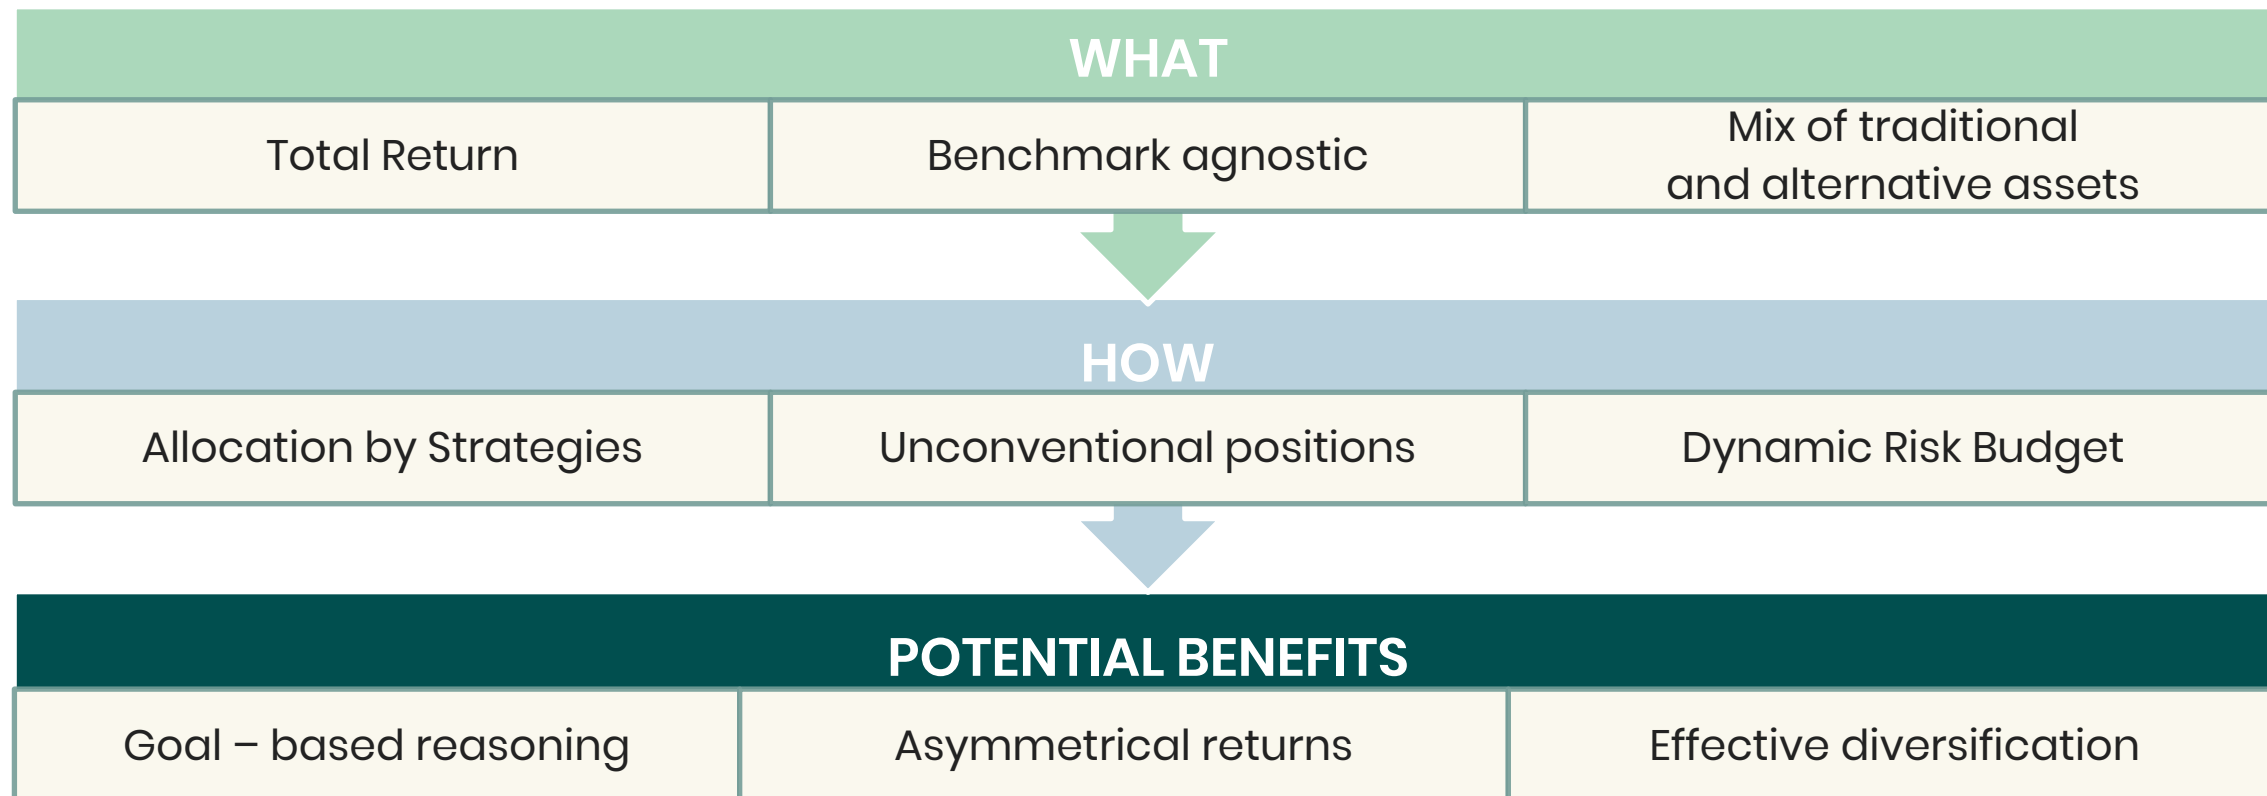 WHAT
Total Return
Benchmark agnostic
Mix of traditional
and alternative assets
HOW
Allocation by Strategies
Unconventional positions
Dynamic Risk Budget
POTENTIAL BENEFITS
Goal – based reasoning
Asymmetrical returns
Effective diversification